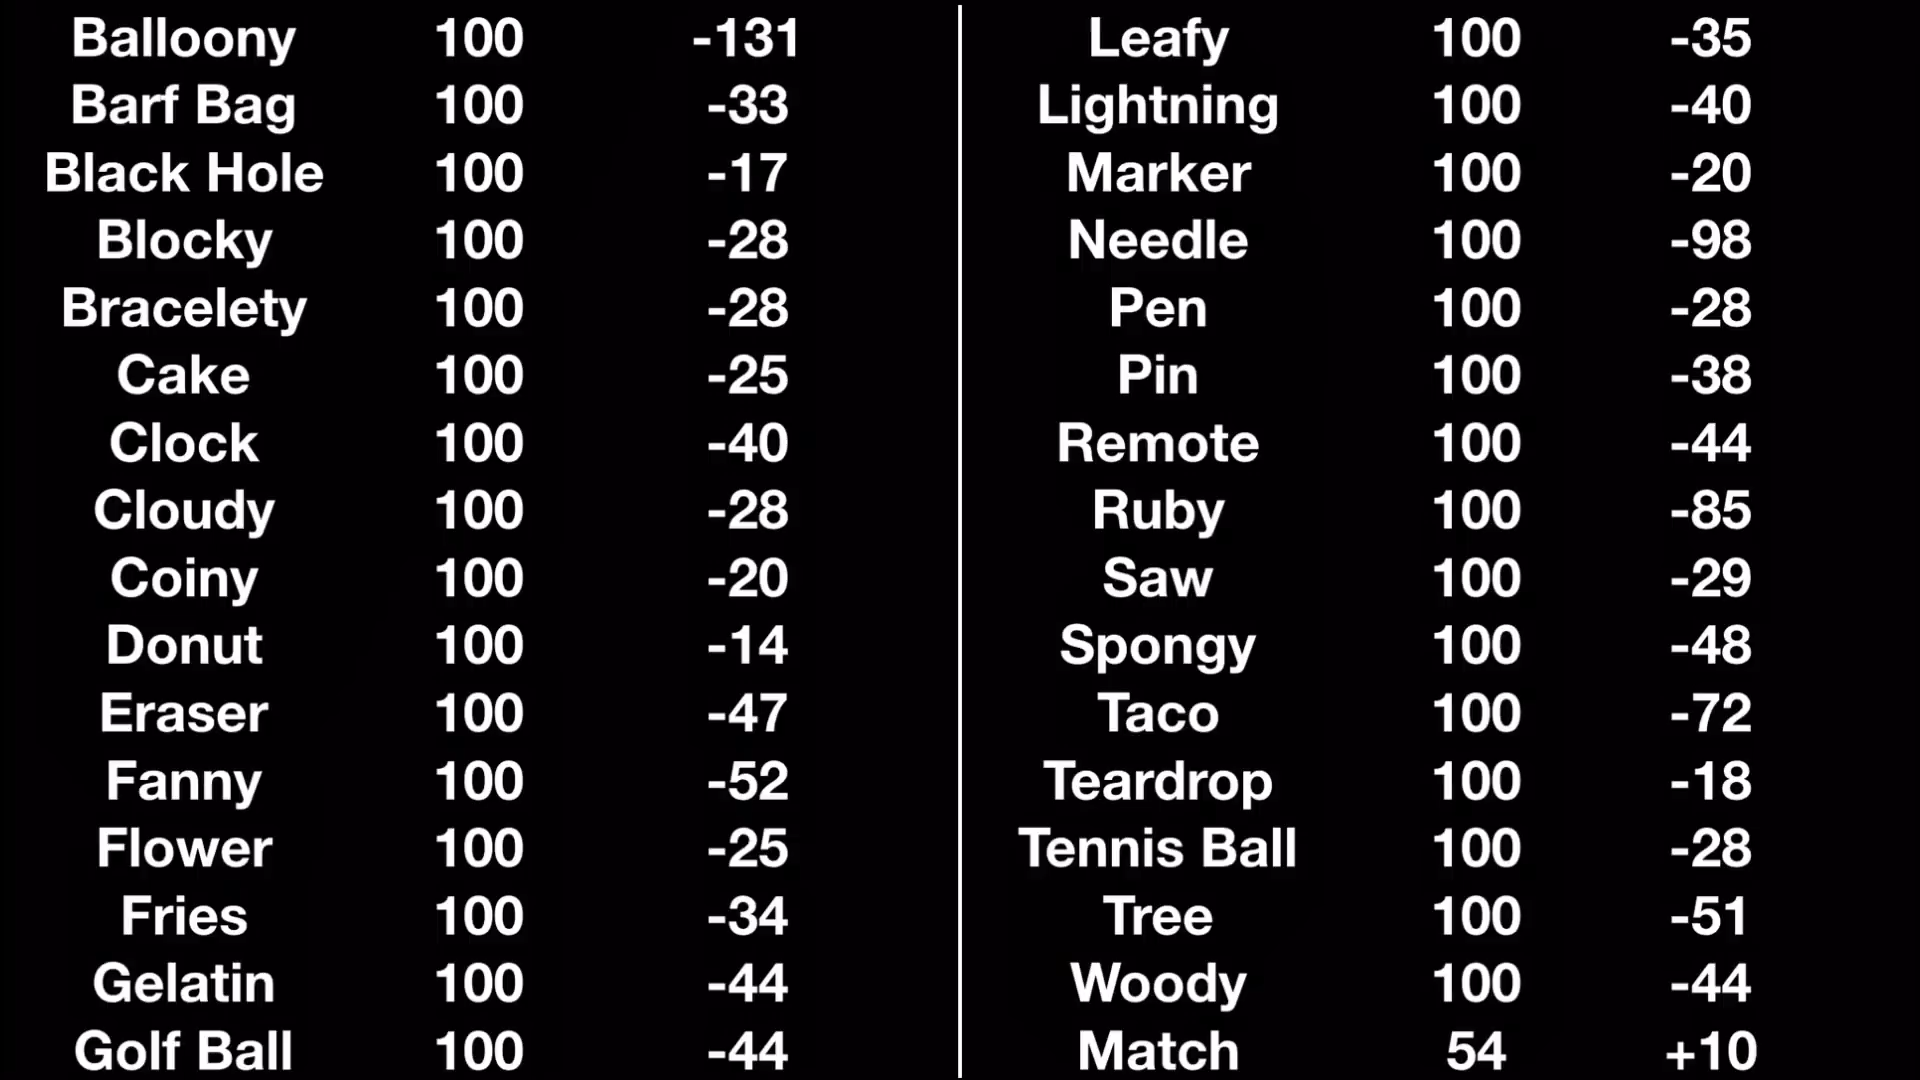 Balloony 100 -131
Barf Bag 100 -33
Black Hole 100 -17
Blocky 100 -28
Bracelety 100 -28
Cake 100 -25
Clock 100 -40
Cloudy 100 -28
Coiny 100 -20
Donut 100 -14
Eraser 100 -47
Fanny 100 -52
Flower 100 -25
Fries 100 -34
Gelatin 100 -44
Golf Ball 100 -44
Leafy 100 -35
Lightning 100 -40
Marker 100 -20
Needle 100 -98
Pen 100 -28
Pin 100 -38
Remote 100 -44
Ruby 100 -85
Saw 100 -29
Spongy 100 -48
Taco 100 -72
Teardrop 100 -18
Tennis Ball 100 -28
Tree 100 -51
Woody 100 -44
Match 54 +10